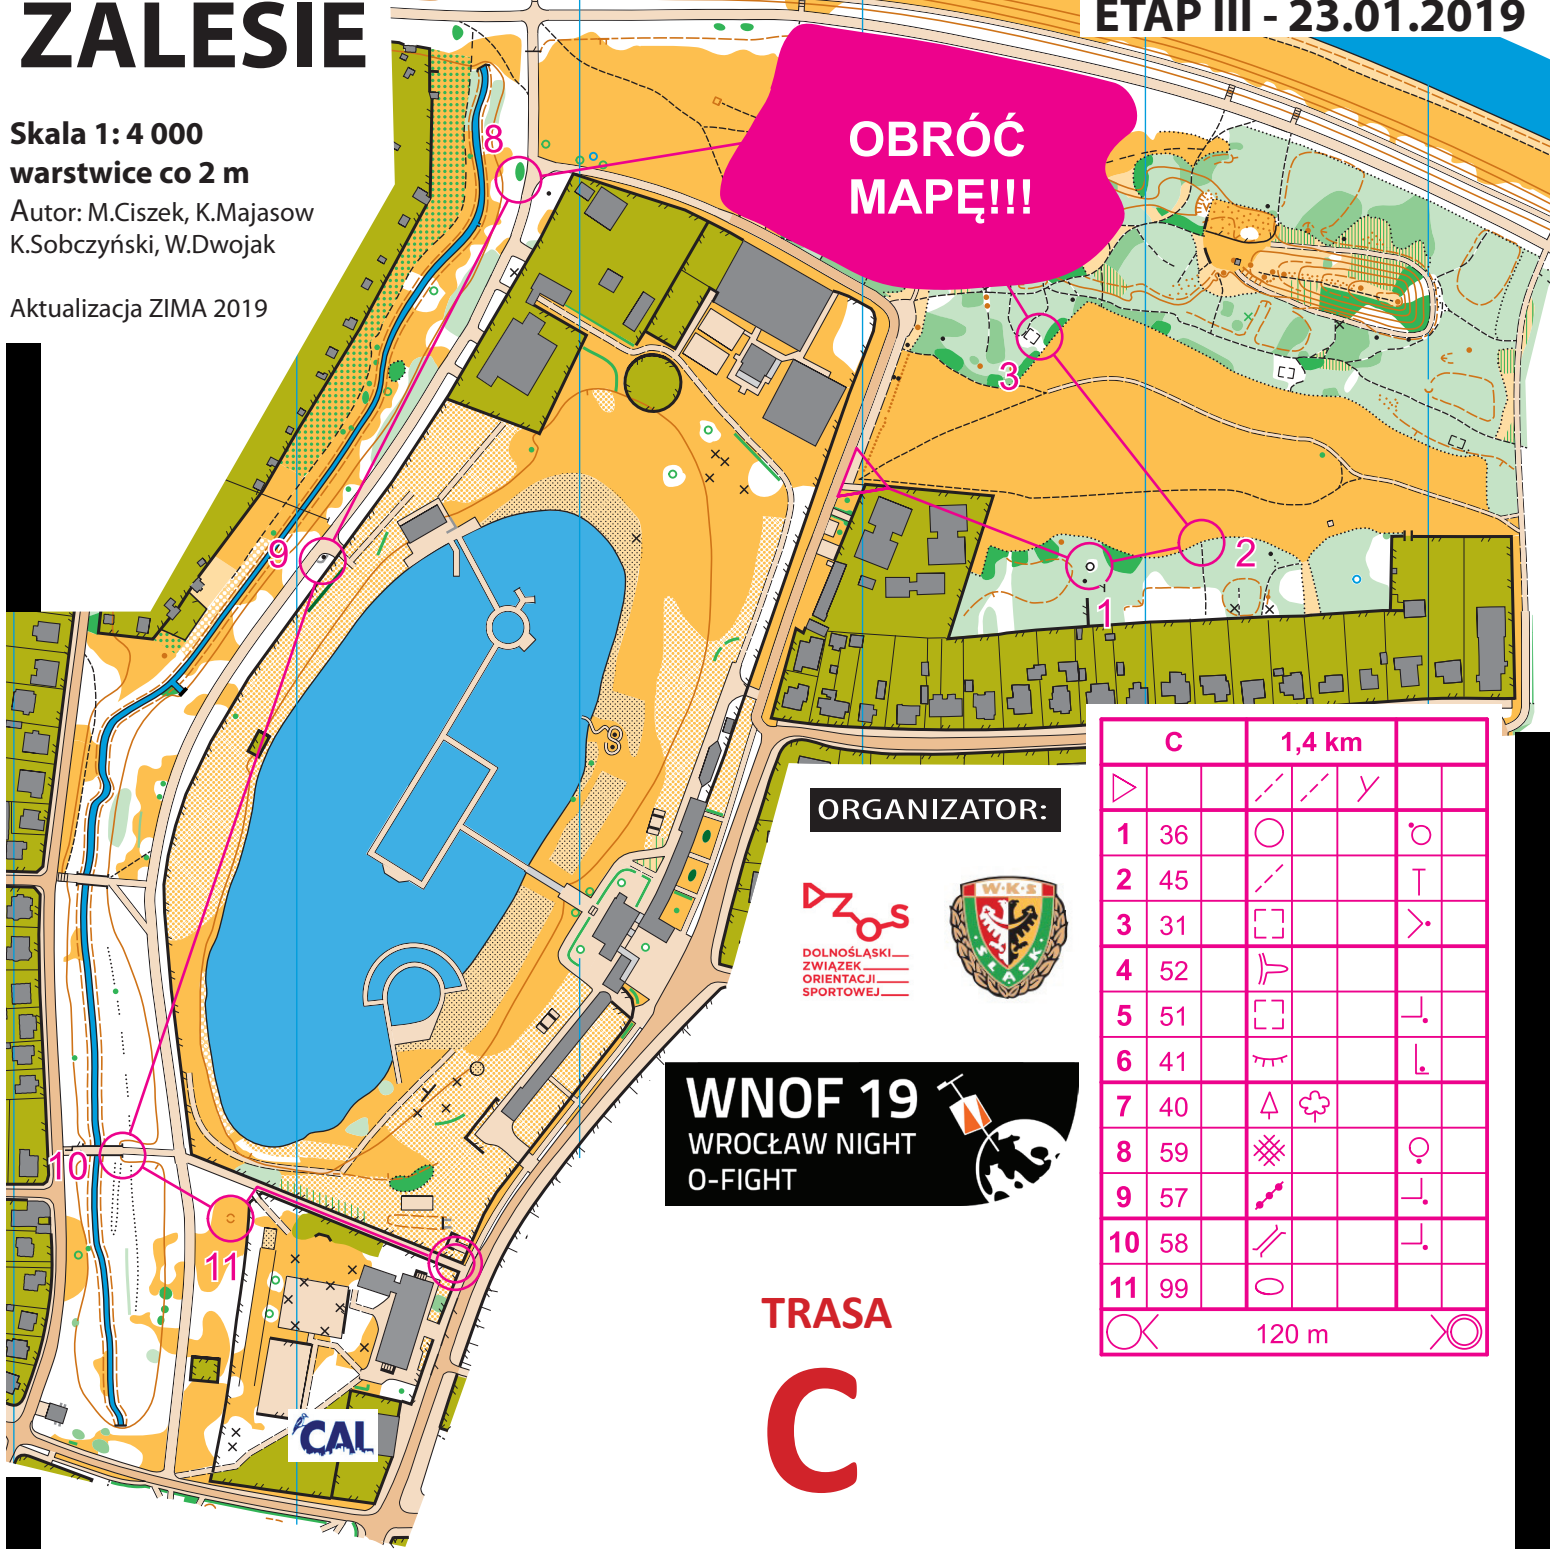 ZALESIE
ETAP III - 23.01.2019
Skala 1: 4 000
warstwice co 2 m
Autor: M.Ciszek, K.Majasow
K.Sobczyński, W.Dwojak
Aktualizacja ZIMA 2019
OBRÓĆ
MAPĘ!!!
8
3
9
2
1
10
11
C 1,4 km
1 36
2 45
3 31
4 52
5 51
6 41
7 40
8 59
9 57
10 58
11 99
120 m
ORGANIZATOR:
DZOS
DOLNOŚLĄSKI
ZWIĄZEK
ORIENTACJI
SPORTOWEJ
W·K·S
ŚLĄSK
WNOF 19
WROCŁAW NIGHT
O-FIGHT
TRASA
C
CAL